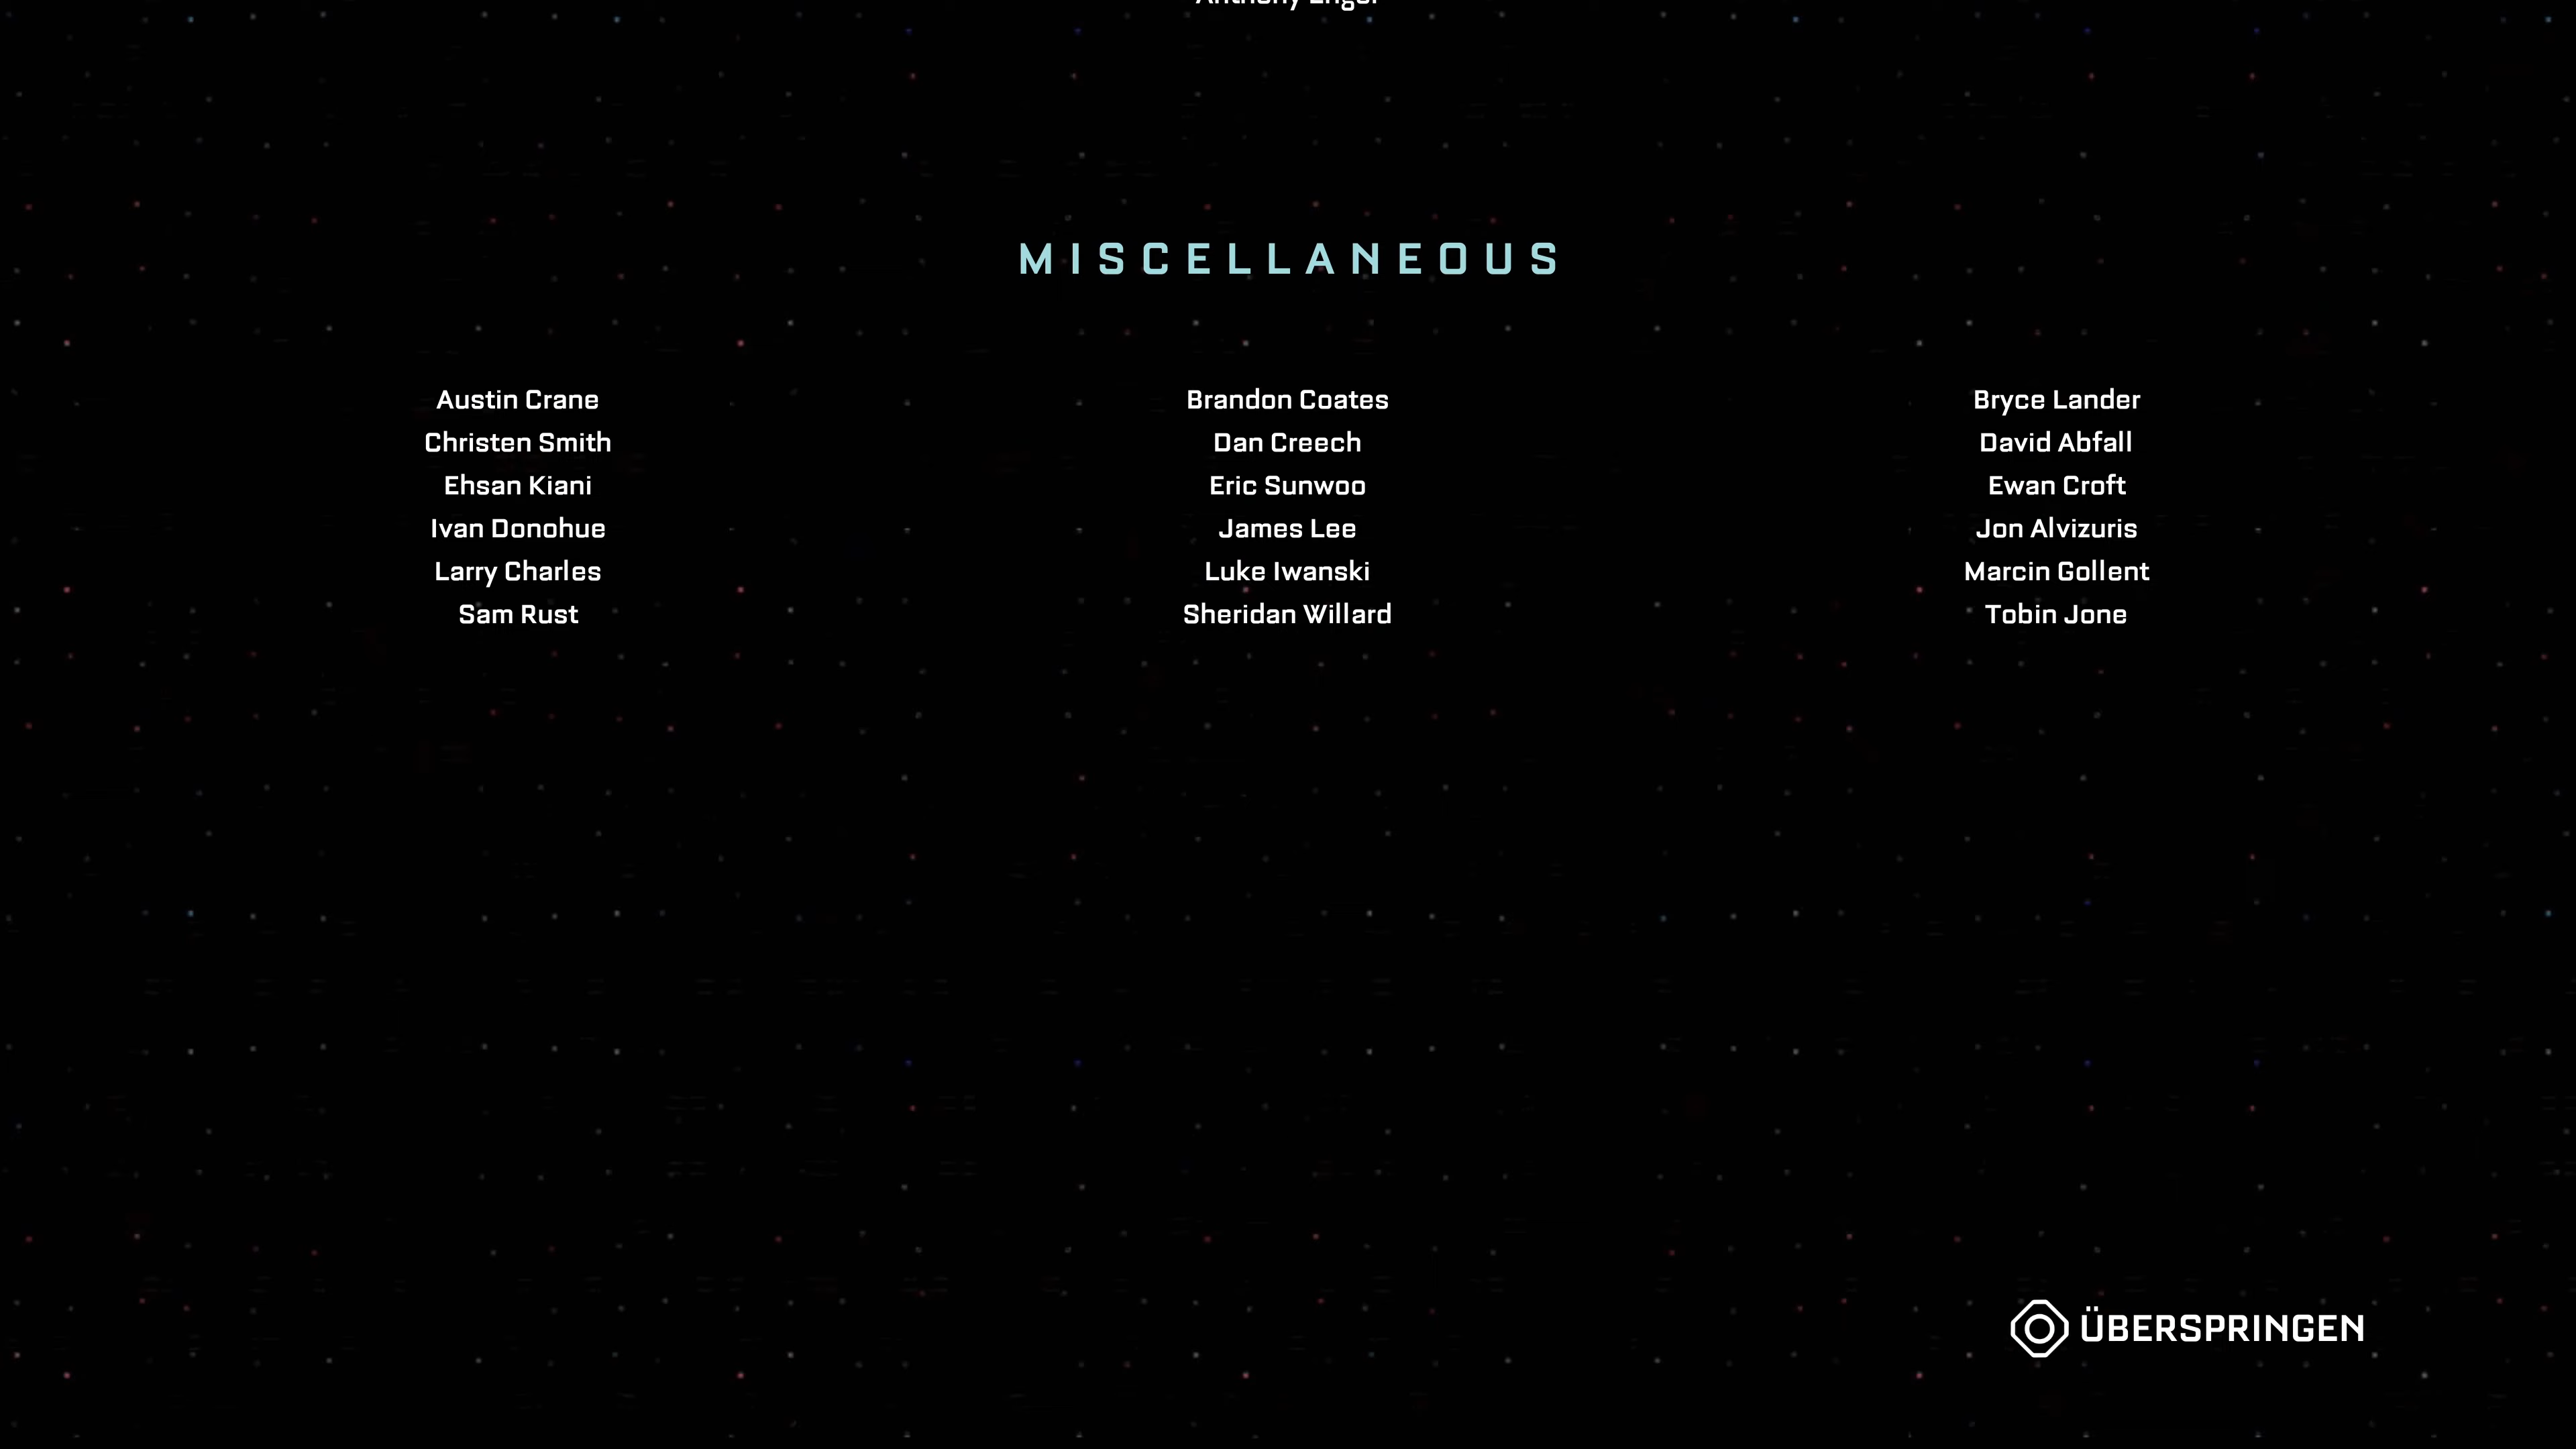 MISCELLANEOUS
Austin Crane
Brandon Coates
Bryce Lander
Christen Smith
Dan Creech
David Abfall
Ehsan Kiani
Eric Sunwoo
Ewan Croft
Ivan Donohue
James Lee
Jon Alvizuris
Larry Charles
Luke Iwanski
Marcin Gollent
Sam Rust
Sheridan Willard
Tobin Jone
ÜBERSPRINGEN